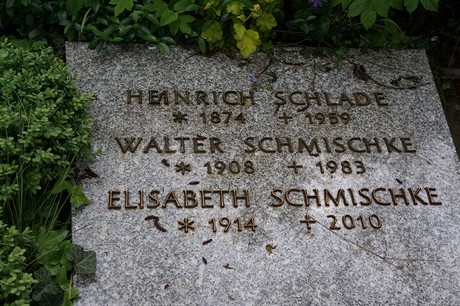 HEINRICH SCHLADE
* 1874 + 1959
WALTER SCHMISCHKE
* 1908 + 1983
ELISABETH SCHMISCHKE
* 1914 + 2010